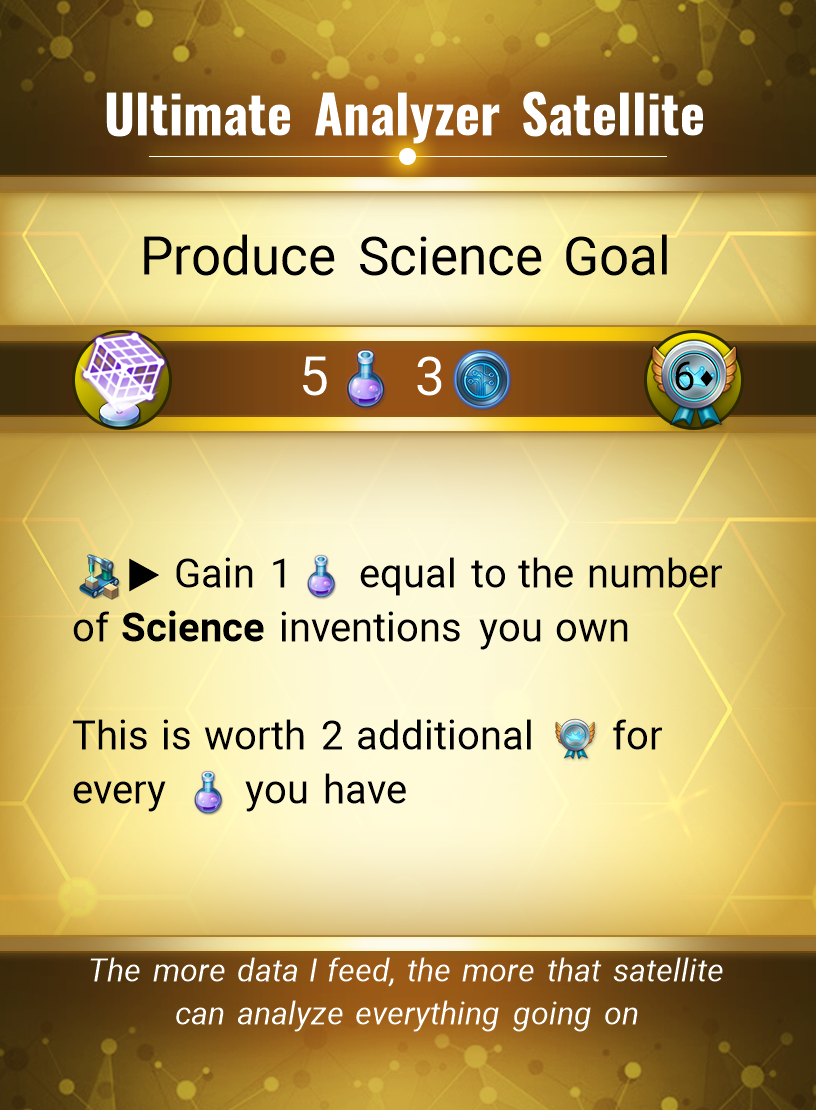 Ultimate Analyzer Satellite
Produce Science Goal
5 3
6♦
▶ Gain 1 equal to the number
of Science inventions you own
This is worth 2 additional for
every you have
The more data I feed, the more that satellite
can analyze everything going on